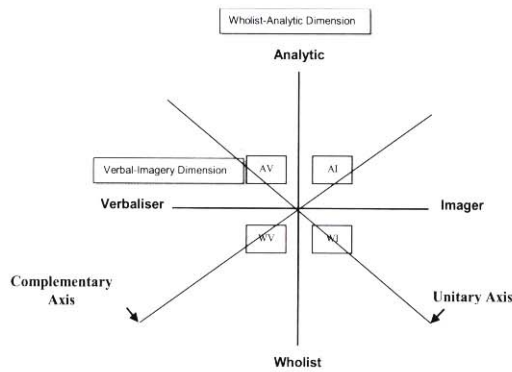 Wholist-Analytic Dimension
Analytic
AV
AI
Verbal-Imagery Dimension
Verbaliser
Imager
WV
WI
Complementary
Axis
Unitary Axis
Wholist